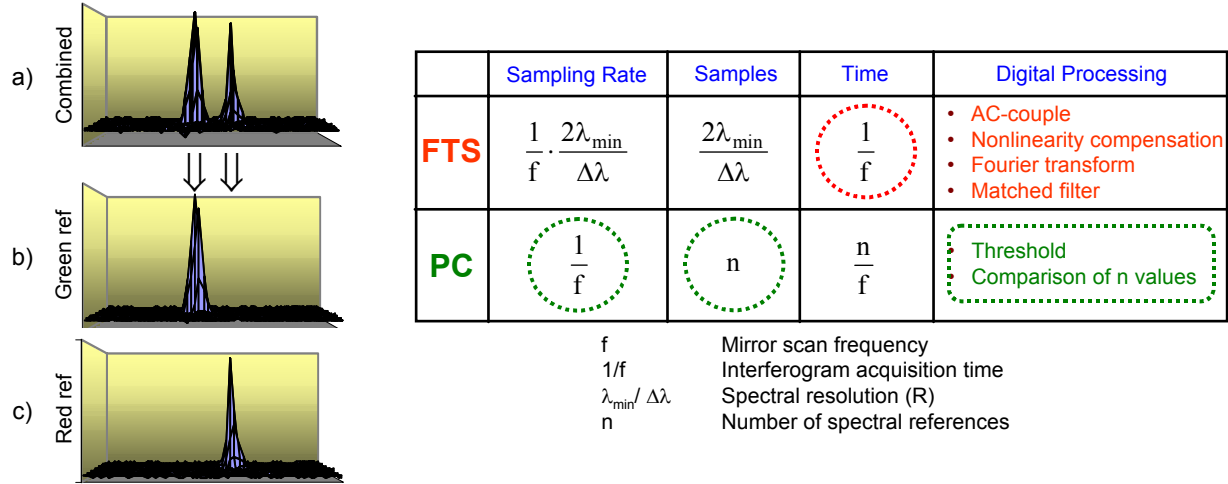 a)
Combined
b)
Green ref
c)
Red ref
Sampling Rate Samples Time Digital Processing
FTS
1/f · 2λmin/Δλ
2λmin/Δλ
1/f
• AC-couple
• Nonlinearity compensation
• Fourier transform
• Matched filter
PC
1/f
n
n/f
• Threshold
• Comparison of n values
f Mirror scan frequency
1/f Interferogram acquisition time
λmin/ Δλ Spectral resolution (R)
n Number of spectral references